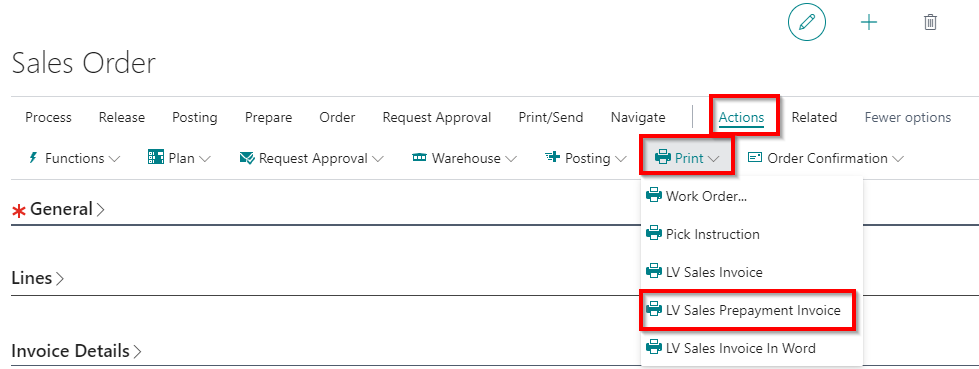 Sales Order
Process Release Posting Prepare Order Request Approval Print/Send Navigate Actions Related Fewer options
Functions Plan Request Approval Warehouse Posting Print Order Confirmation
Work Order...
General
Pick Instruction
LV Sales Invoice
Lines
LV Sales Prepayment Invoice
LV Sales Invoice In Word
Invoice Details